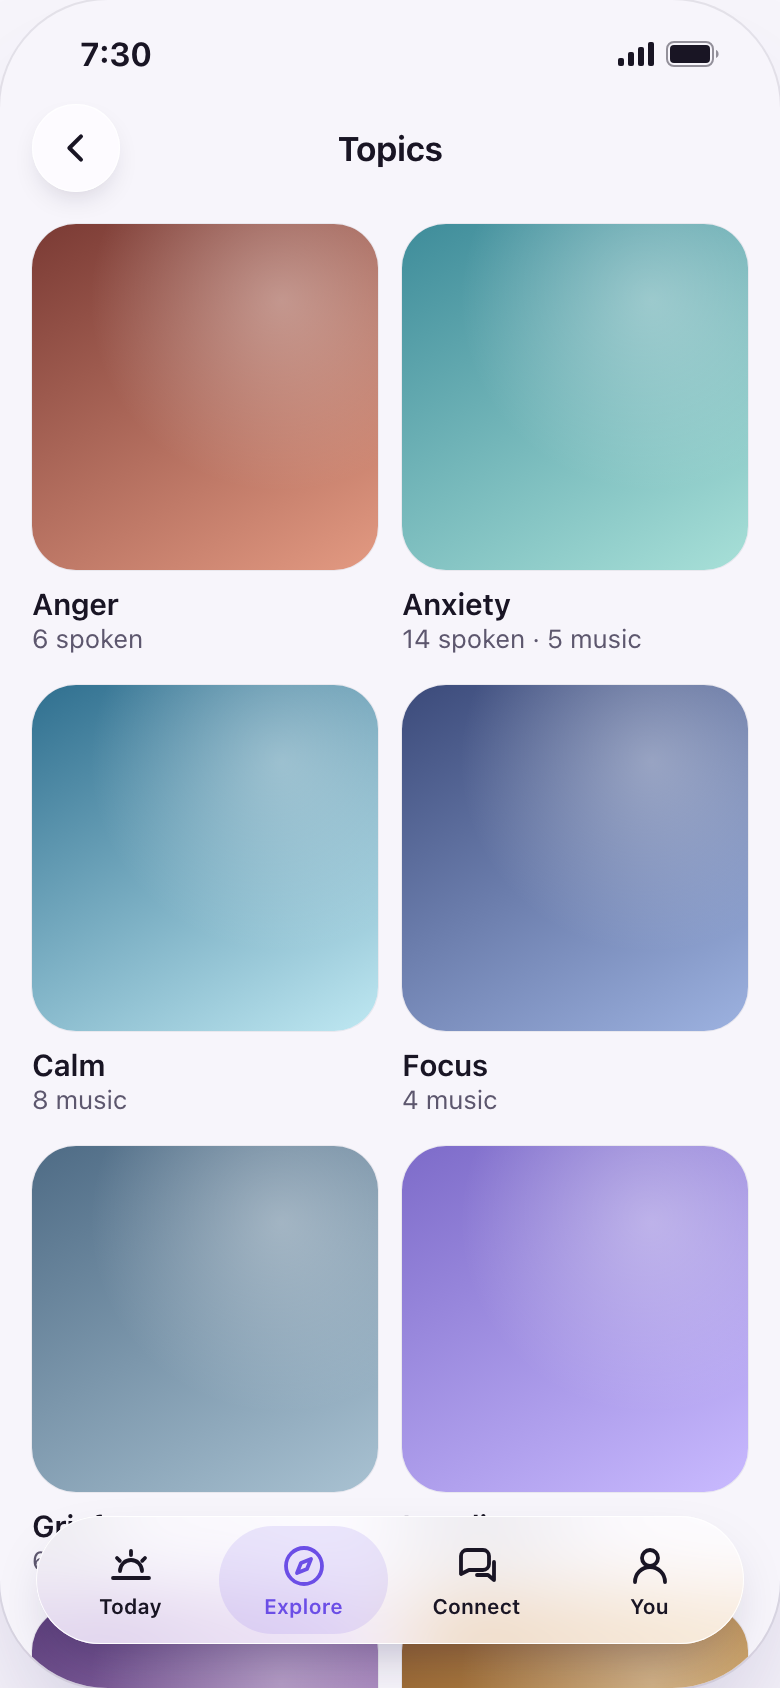 7:30
Topics
Anger
6 spoken
Anxiety
14 spoken · 5 music
Calm
8 music
Focus
4 music
Today
Explore
Connect
You